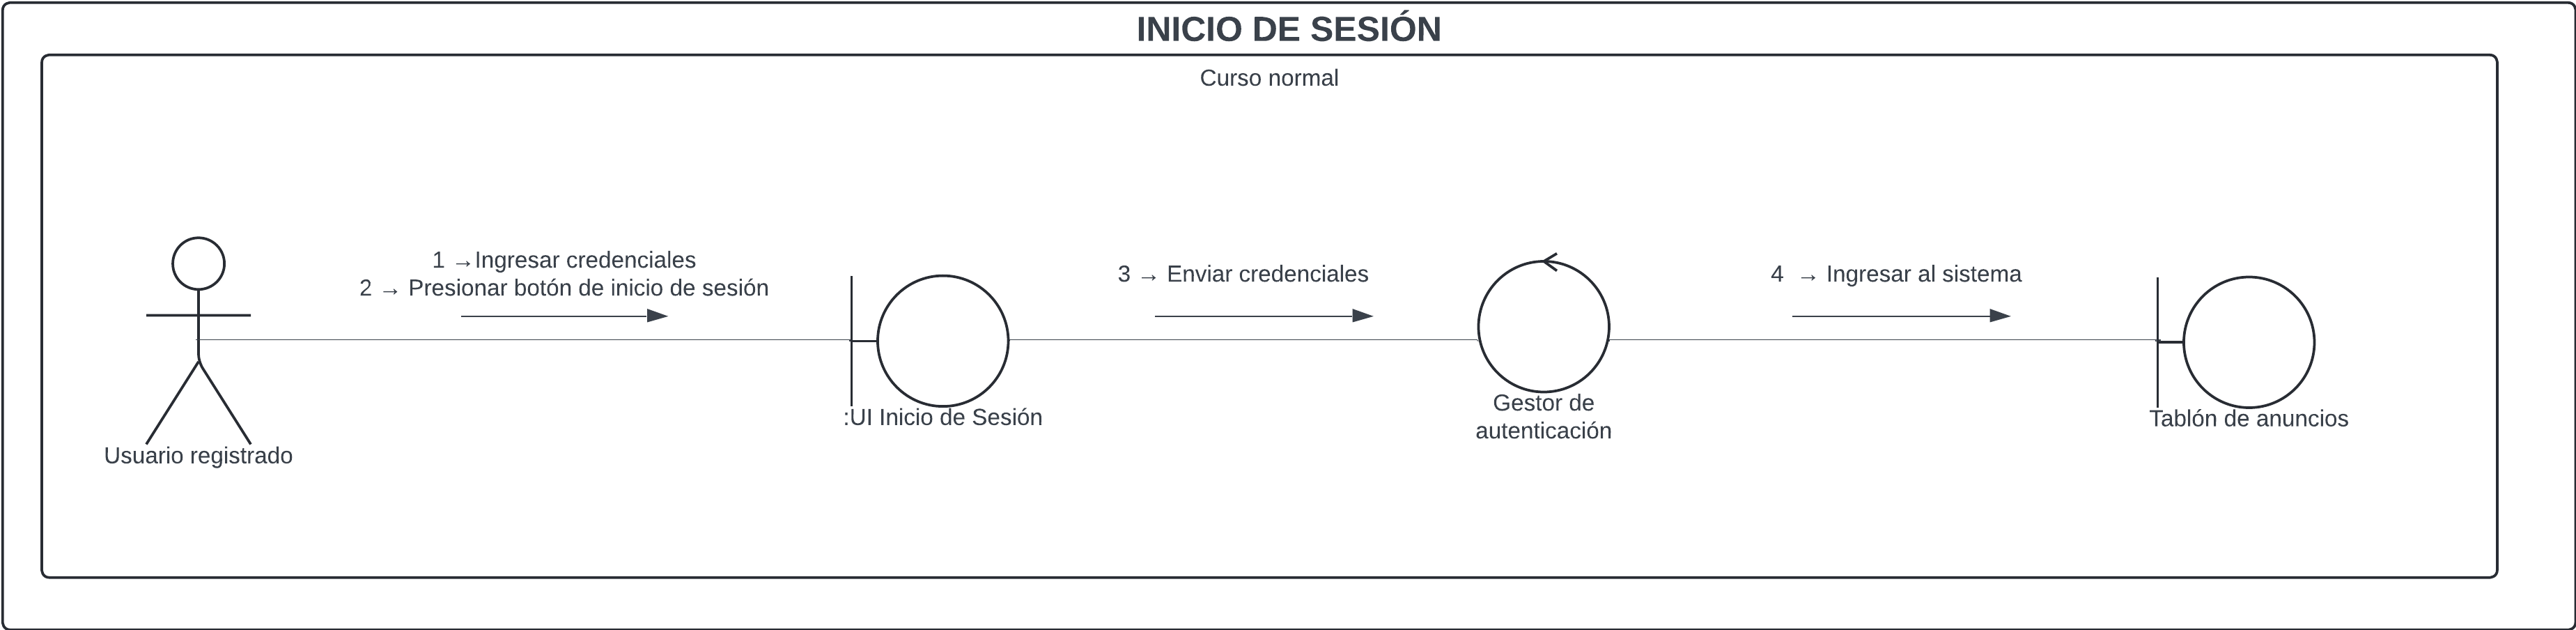 INICIO DE SESIÓN
Curso normal
1 →Ingresar credenciales
2 → Presionar botón de inicio de sesión
3 → Enviar credenciales
4 → Ingresar al sistema
:UI Inicio de Sesión
Gestor de
autenticación
Tablón de anuncios
Usuario registrado